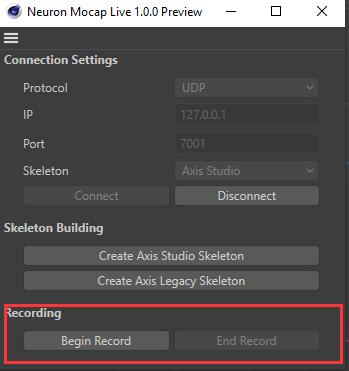 Neuron Mocap Live 1.0.0 Preview
Connection Settings
Protocol UDP
IP 127.0.0.1
Port 7001
Skeleton Axis Studio
Connect Disconnect
Skeleton Building
Create Axis Studio Skeleton
Create Axis Legacy Skeleton
Recording
Begin Record End Record